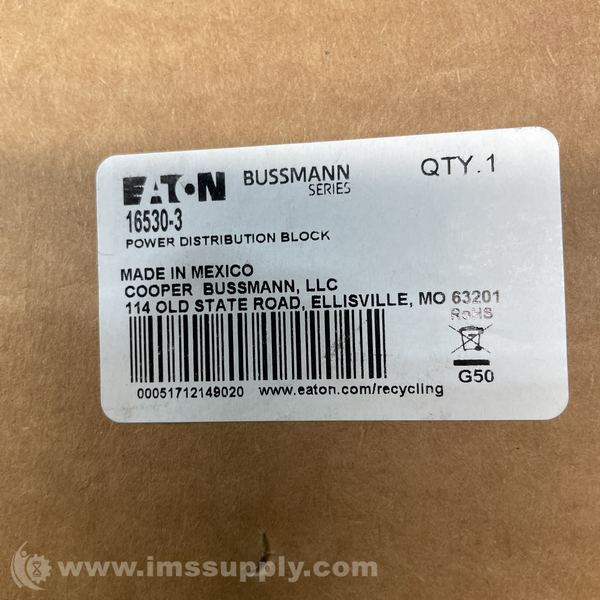 EATON BUSSMANN SERIES QTY.1
16530-3
POWER DISTRIBUTION BLOCK
MADE IN MEXICO
COOPER BUSSMANN, LLC
114 OLD STATE ROAD, ELLISVILLE, MO 63201
RoHS
G50
00051712149020 www.eaton.com/recycling
www.imssupply.com